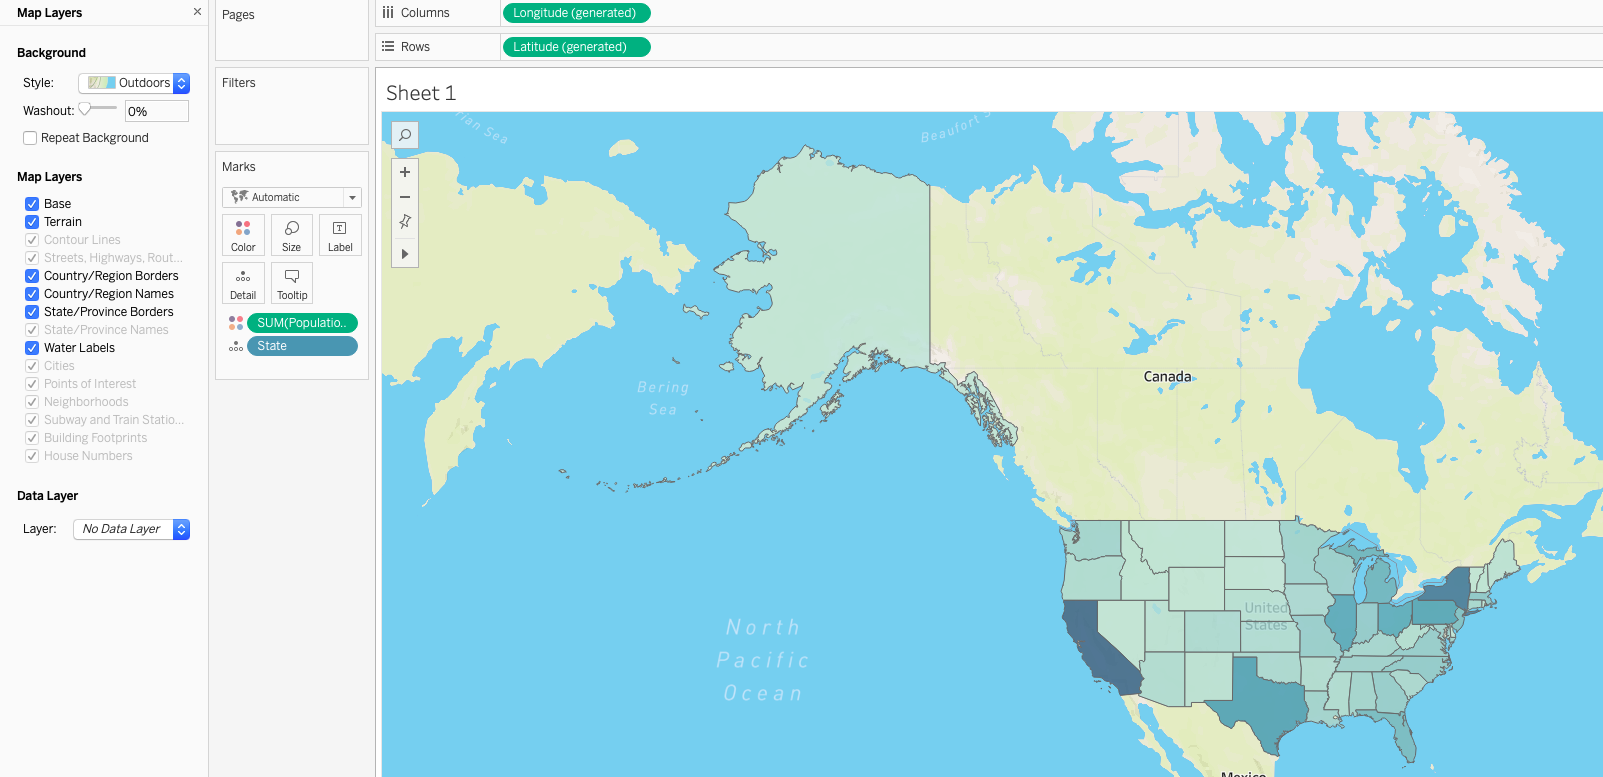 Map Layers
Background
Style:
Outdoors
Washout:
0%
Repeat Background
Map Layers
Base
Terrain
Contour Lines
Streets, Highways, Rout...
Country/Region Borders
Country/Region Names
State/Province Borders
State/Province Names
Water Labels
Cities
Points of Interest
Neighborhoods
Subway and Train Statio...
Building Footprints
House Numbers
Data Layer
Layer:
No Data Layer
Pages
Filters
Marks
Automatic
Color
Size
Label
Detail
Tooltip
SUM(Populatio..
State
Columns
Longitude (generated)
Rows
Latitude (generated)
Sheet 1
Sea
Beaufort
Bering
Sea
Canada
North
Pacific
Ocean
United
States
Mexico